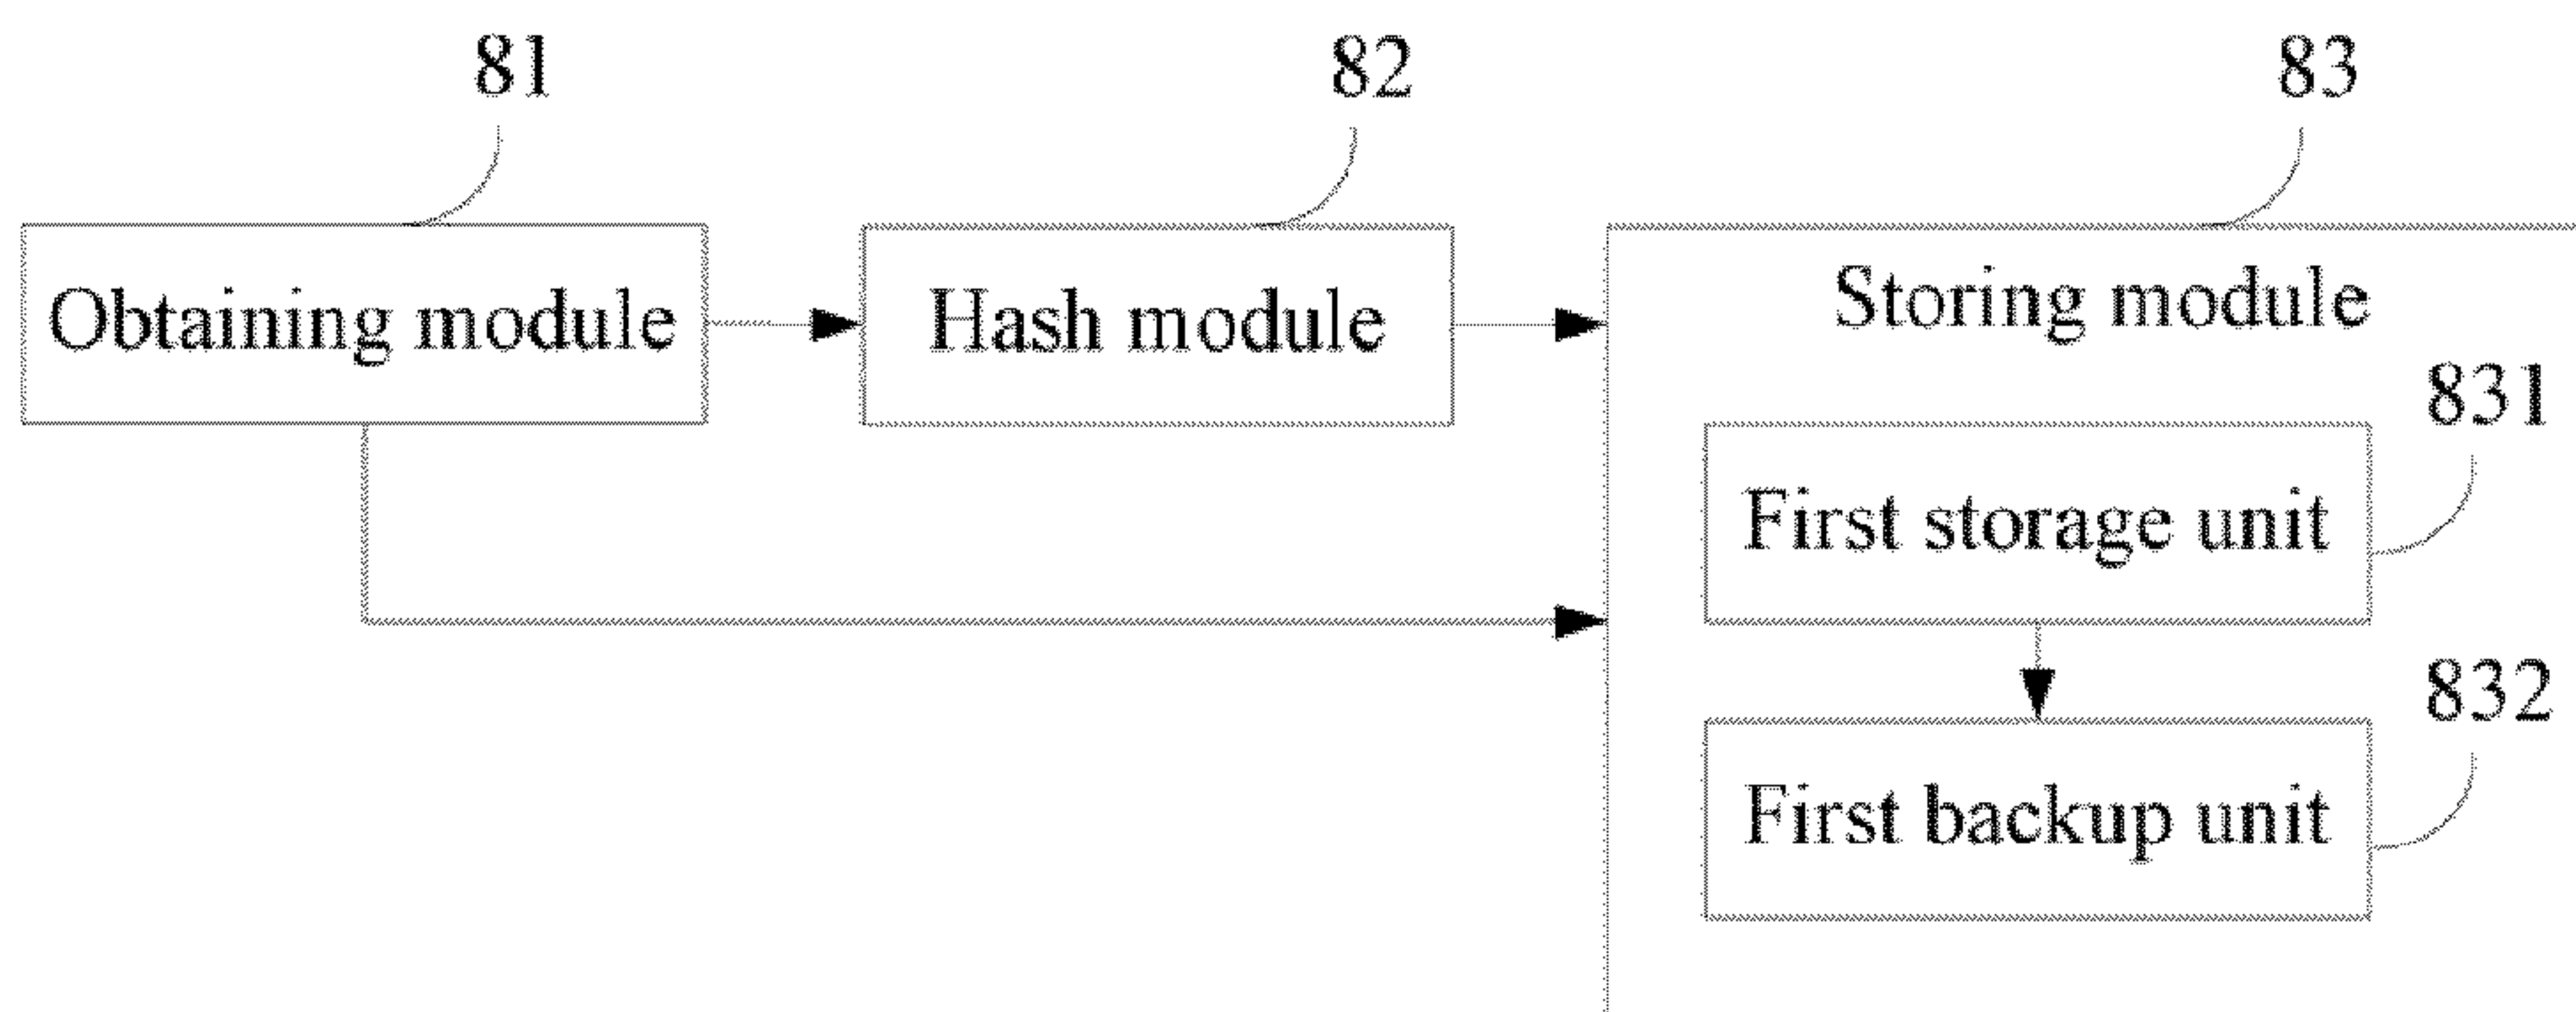 81
82
83
Obtaining module
Hash module
Storing module
831
First storage unit
832
First backup unit